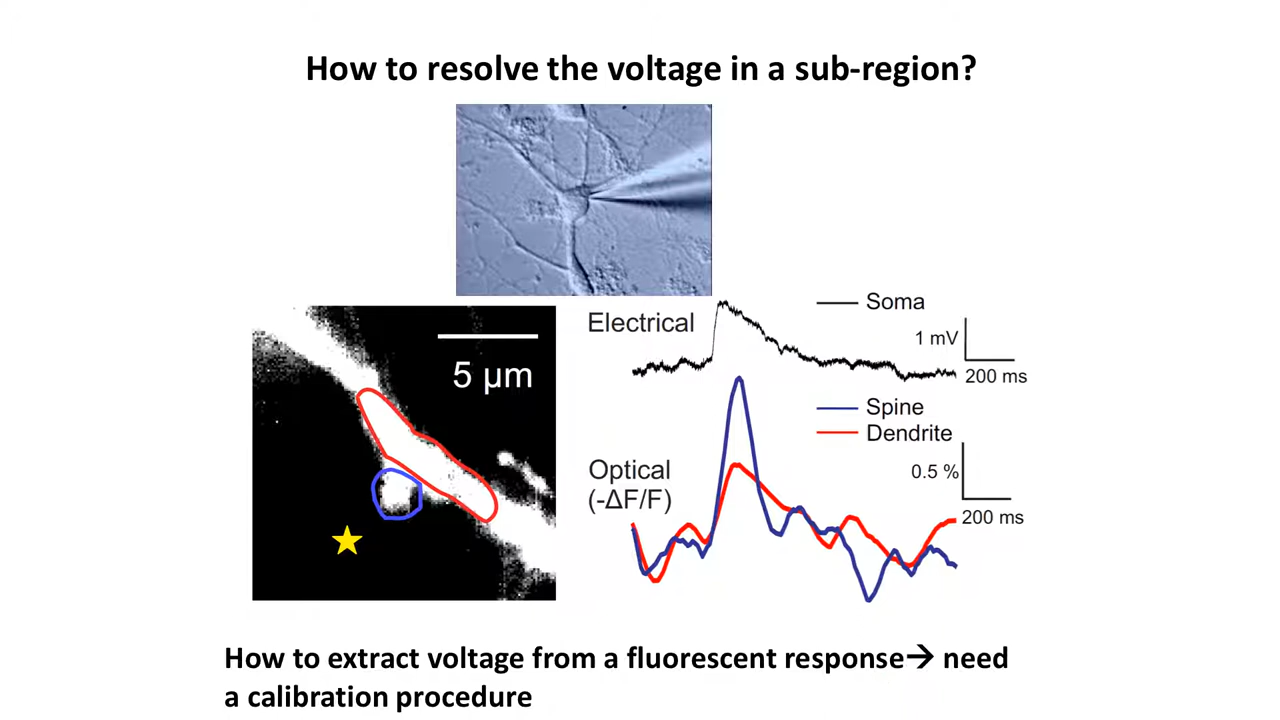 How to resolve the voltage in a sub-region?
Electrical
Soma
1 mV
200 ms
5 µm
Spine
Dendrite
Optical
(-ΔF/F)
0.5 %
200 ms
How to extract voltage from a fluorescent response→ need
a calibration procedure